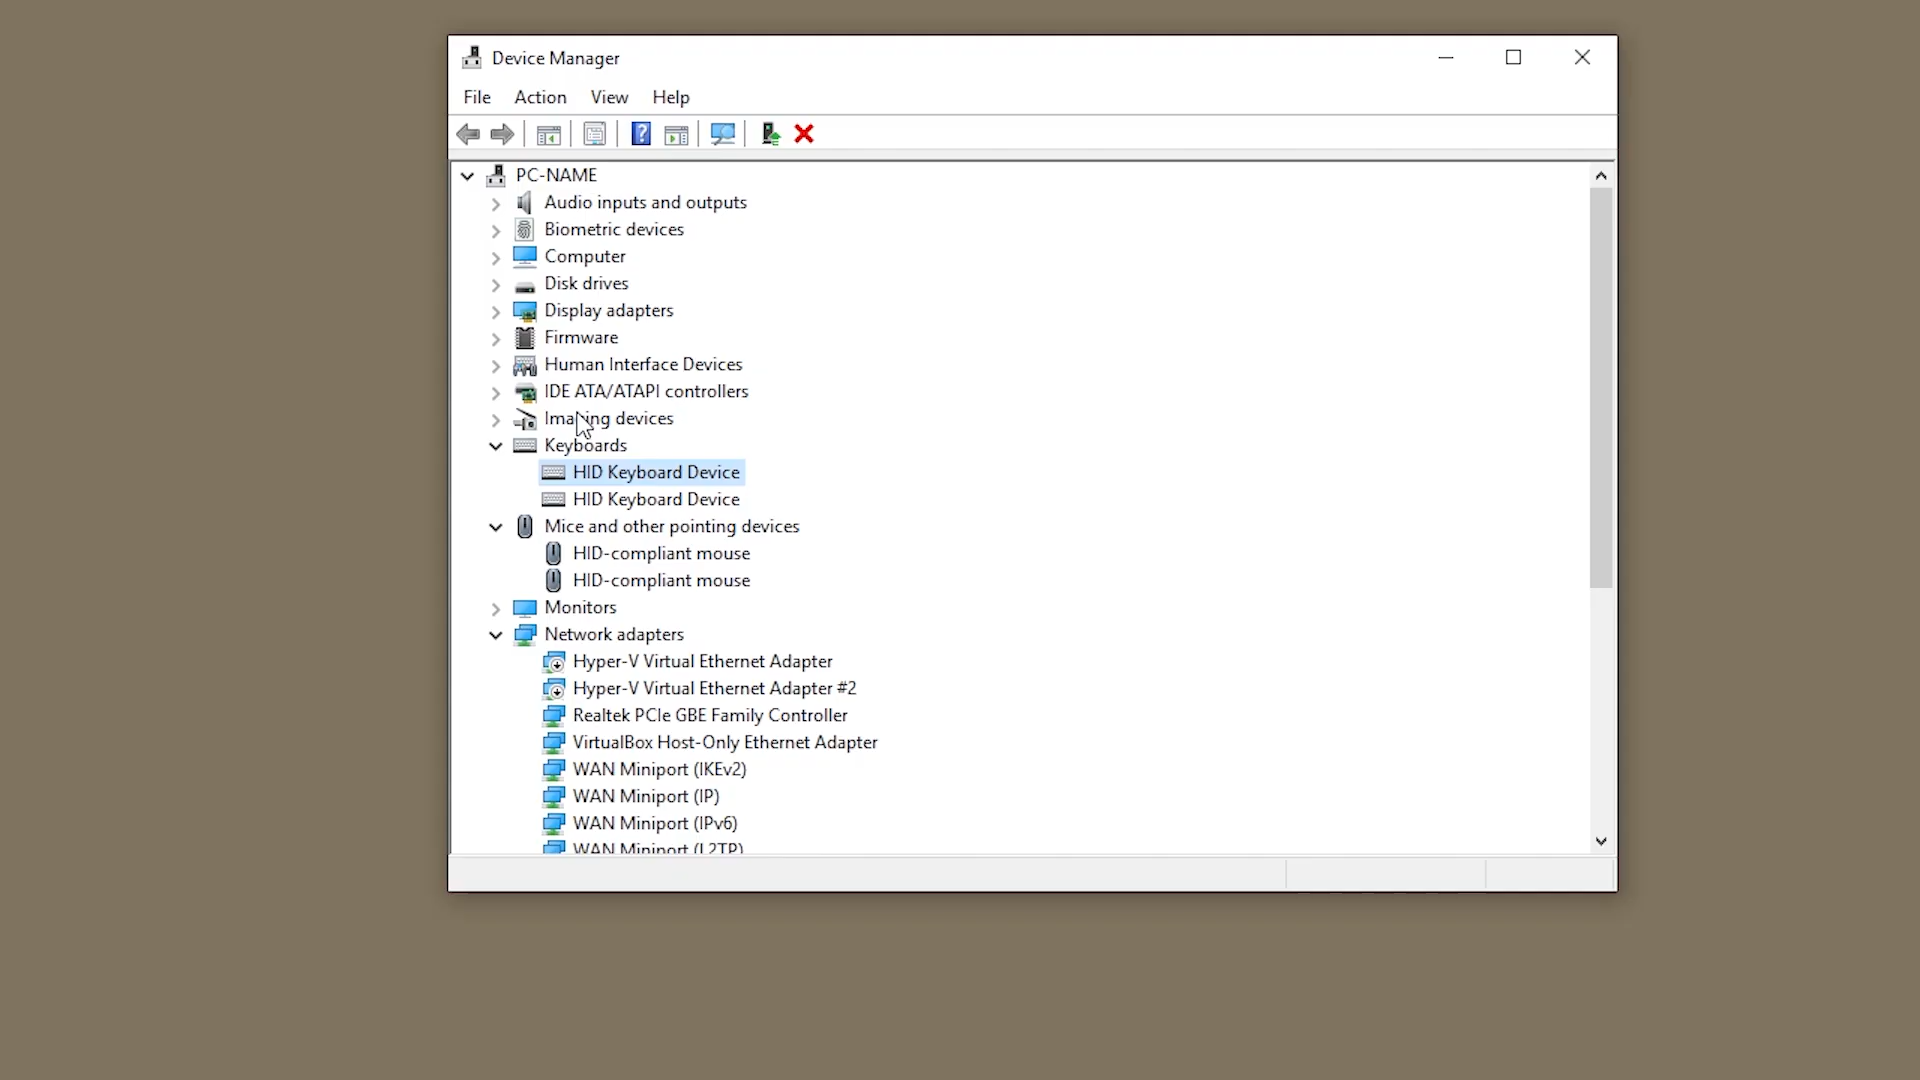 Device Manager
File Action View Help
PC-NAME
Audio inputs and outputs
Biometric devices
Computer
Disk drives
Display adapters
Firmware
Human Interface Devices
IDE ATA/ATAPI controllers
Imaging devices
Keyboards
HID Keyboard Device
HID Keyboard Device
Mice and other pointing devices
HID-compliant mouse
HID-compliant mouse
Monitors
Network adapters
Hyper-V Virtual Ethernet Adapter
Hyper-V Virtual Ethernet Adapter #2
Realtek PCIe GBE Family Controller
VirtualBox Host-Only Ethernet Adapter
WAN Miniport (IKEv2)
WAN Miniport (IP)
WAN Miniport (IPv6)
WAN Miniport (L2TP)